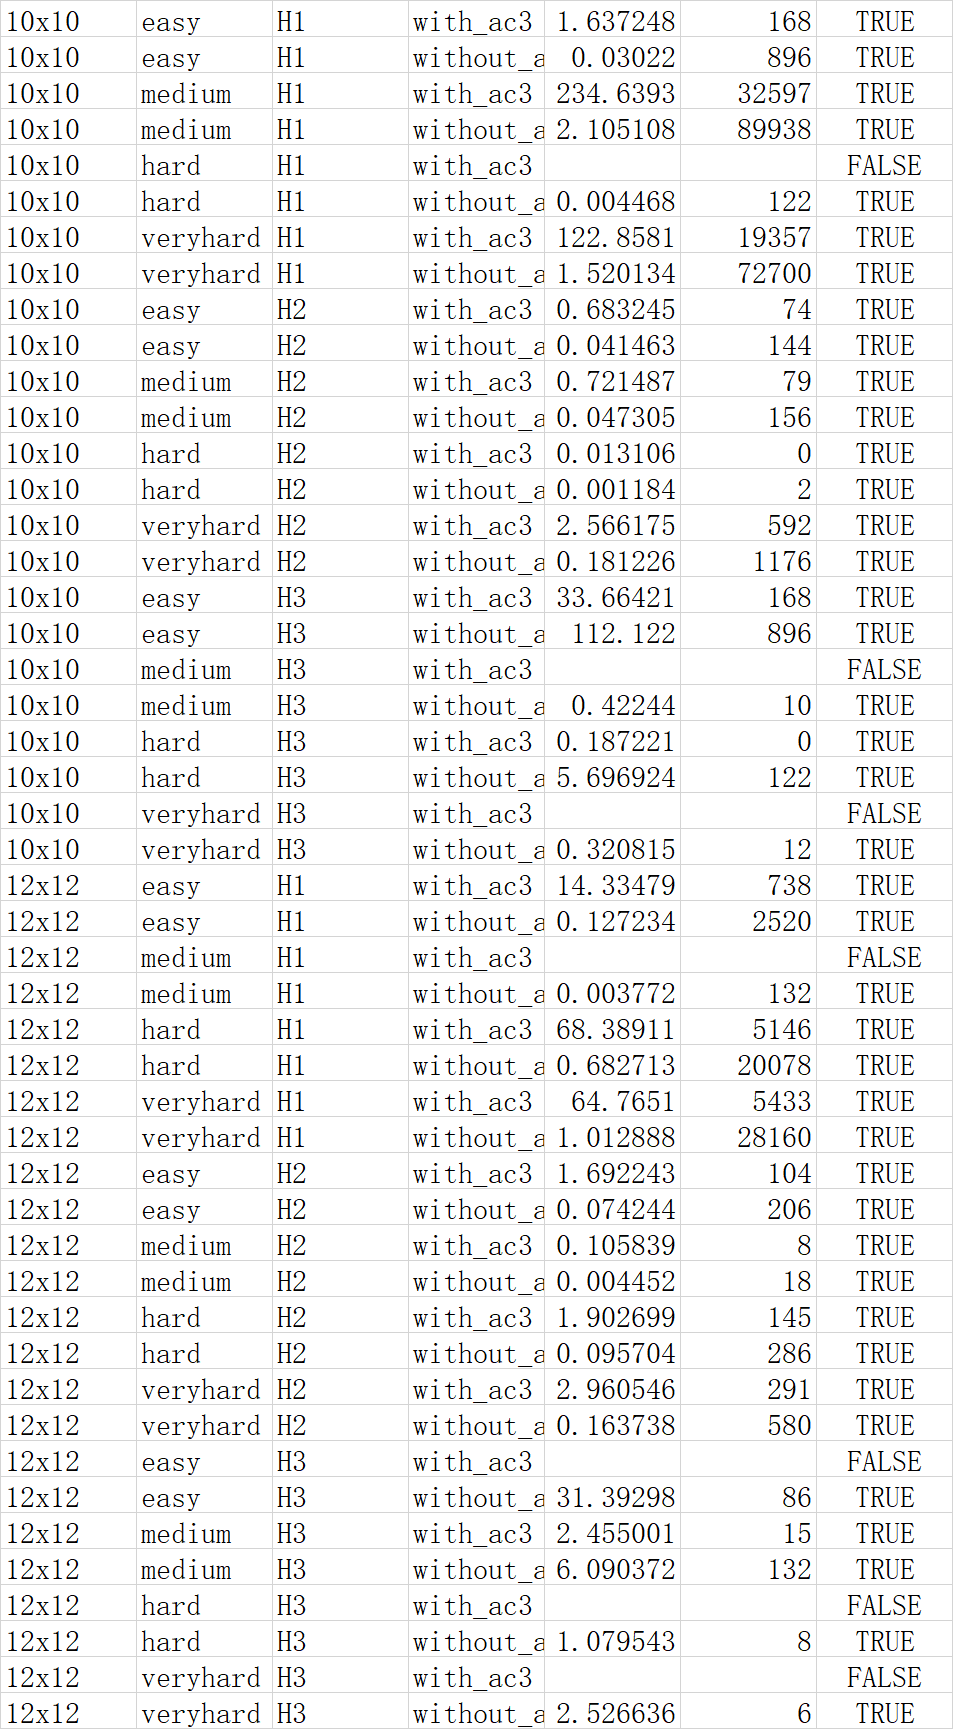 10x10 easy H1 with_ac3 1.637248 168 TRUE
10x10 easy H1 without_a 0.03022 896 TRUE
10x10 medium H1 with_ac3 234.6393 32597 TRUE
10x10 medium H1 without_a 2.105108 89938 TRUE
10x10 hard H1 with_ac3 FALSE
10x10 hard H1 without_a 0.004468 122 TRUE
10x10 veryhard H1 with_ac3 122.8581 19357 TRUE
10x10 veryhard H1 without_a 1.520134 72700 TRUE
10x10 easy H2 with_ac3 0.683245 74 TRUE
10x10 easy H2 without_a 0.041463 144 TRUE
10x10 medium H2 with_ac3 0.721487 79 TRUE
10x10 medium H2 without_a 0.047305 156 TRUE
10x10 hard H2 with_ac3 0.013106 0 TRUE
10x10 hard H2 without_a 0.001184 2 TRUE
10x10 veryhard H2 with_ac3 2.566175 592 TRUE
10x10 veryhard H2 without_a 0.181226 1176 TRUE
10x10 easy H3 with_ac3 33.66421 168 TRUE
10x10 easy H3 without_a 112.122 896 TRUE
10x10 medium H3 with_ac3 FALSE
10x10 medium H3 without_a 0.42244 10 TRUE
10x10 hard H3 with_ac3 0.187221 0 TRUE
10x10 hard H3 without_a 5.696924 122 TRUE
10x10 veryhard H3 with_ac3 FALSE
10x10 veryhard H3 without_a 0.320815 12 TRUE
12x12 easy H1 with_ac3 14.33479 738 TRUE
12x12 easy H1 without_a 0.127234 2520 TRUE
12x12 medium H1 with_ac3 FALSE
12x12 medium H1 without_a 0.003772 132 TRUE
12x12 hard H1 with_ac3 68.38911 5146 TRUE
12x12 hard H1 without_a 0.682713 20078 TRUE
12x12 veryhard H1 with_ac3 64.7651 5433 TRUE
12x12 veryhard H1 without_a 1.012888 28160 TRUE
12x12 easy H2 with_ac3 1.692243 104 TRUE
12x12 easy H2 without_a 0.074244 206 TRUE
12x12 medium H2 with_ac3 0.105839 8 TRUE
12x12 medium H2 without_a 0.004452 18 TRUE
12x12 hard H2 with_ac3 1.902699 145 TRUE
12x12 hard H2 without_a 0.095704 286 TRUE
12x12 veryhard H2 with_ac3 2.960546 291 TRUE
12x12 veryhard H2 without_a 0.163738 580 TRUE
12x12 easy H3 with_ac3 FALSE
12x12 easy H3 without_a 31.39298 86 TRUE
12x12 medium H3 with_ac3 2.455001 15 TRUE
12x12 medium H3 without_a 6.090372 132 TRUE
12x12 hard H3 with_ac3 FALSE
12x12 hard H3 without_a 1.079543 8 TRUE
12x12 veryhard H3 with_ac3 FALSE
12x12 veryhard H3 without_a 2.526636 6 TRUE